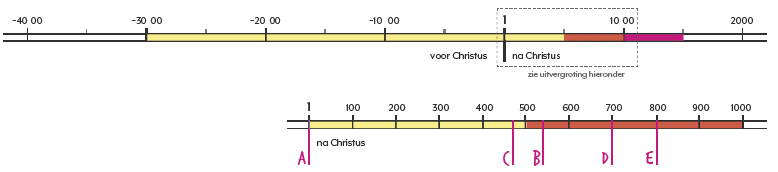 -40 00 -30 00 -20 00 -10 00 1 10 00 2000
voor Christus na Christus
zie uitvergroting hieronder
1 100 200 300 400 500 600 700 800 900 1000
na Christus
A C B D E